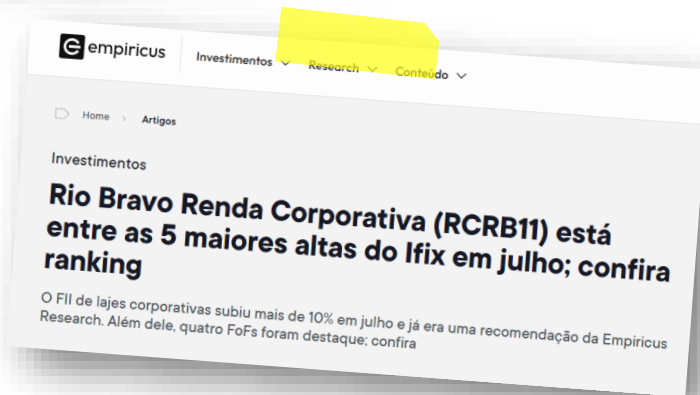 empiricus
Investimentos Research Conteúdo
Home > Artigos
Investimentos
Rio Bravo Renda Corporativa (RCRB11) está
entre as 5 maiores altas do Ifix em julho; confira
ranking
O FII de lajes corporativas subiu mais de 10% em julho e já era uma recomendação da Empiricus
Research. Além dele, quatro FoFs foram destaque; confira